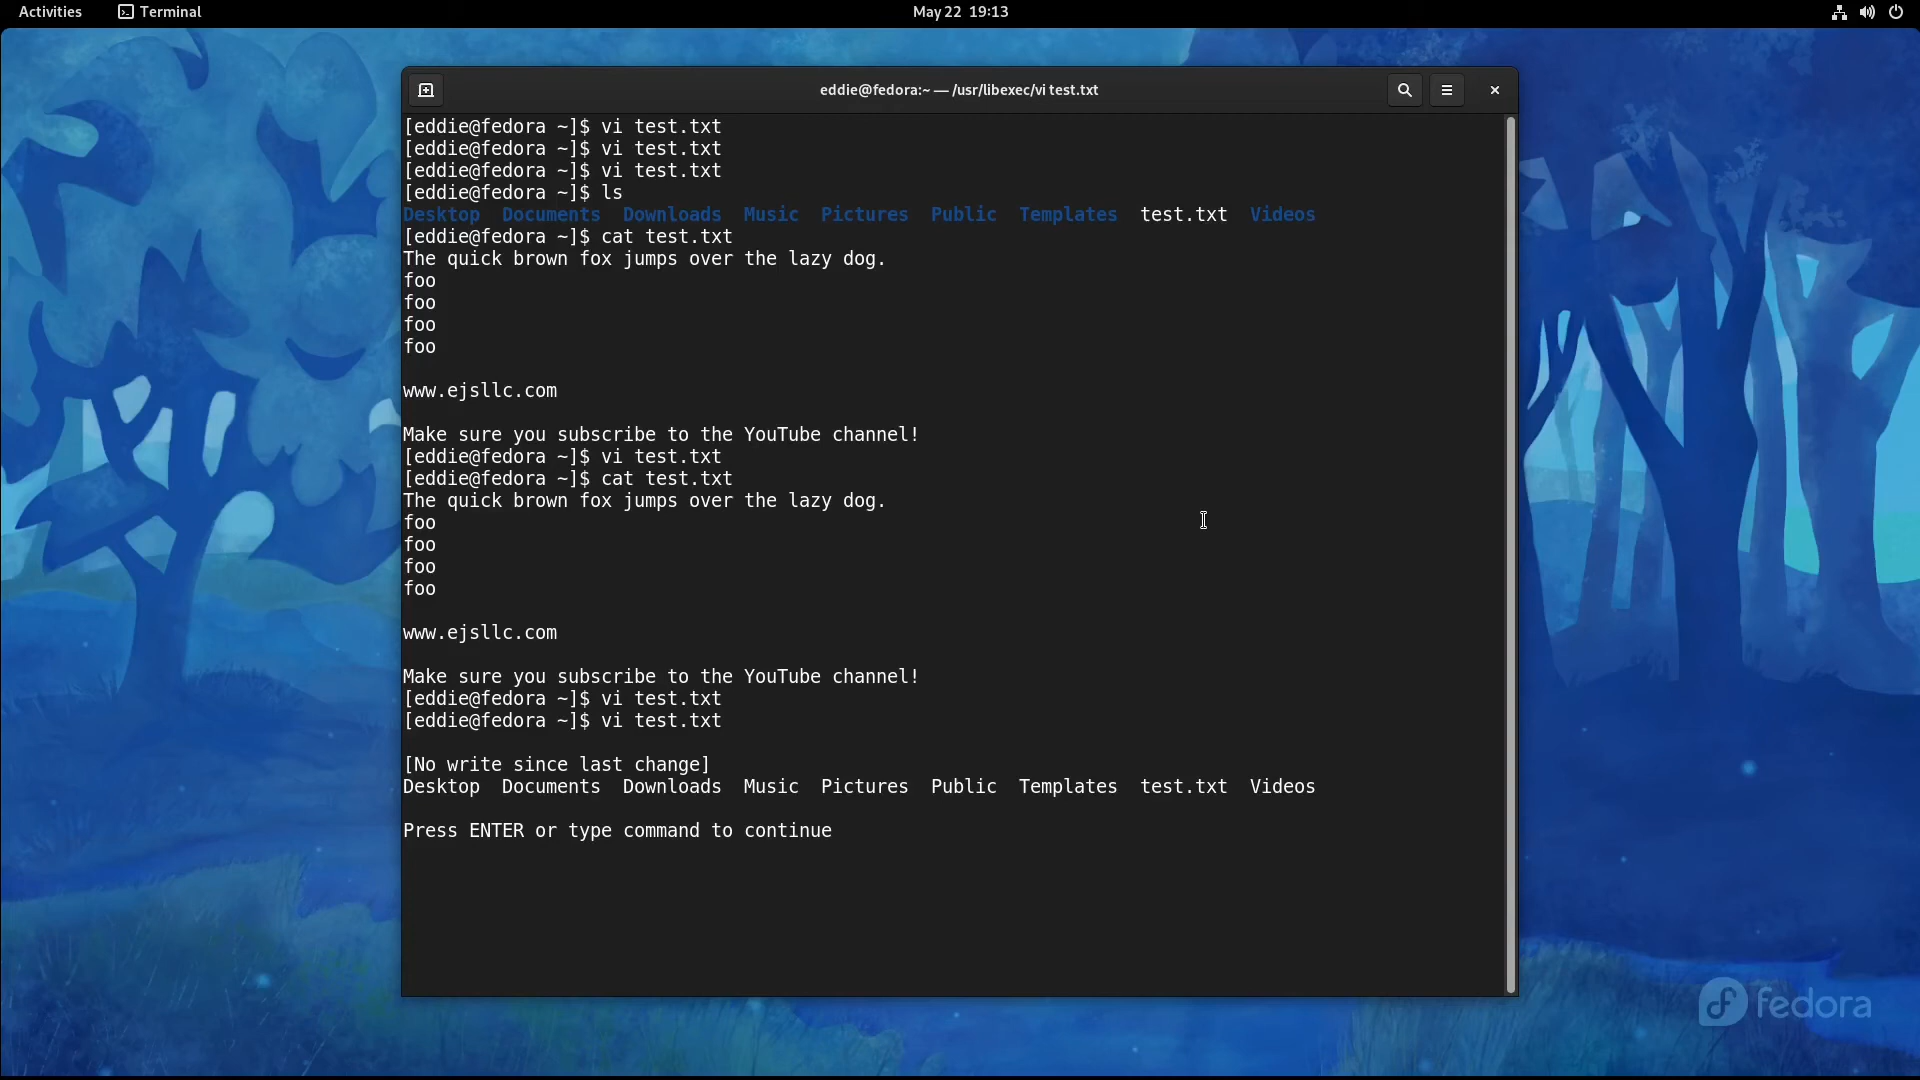 Activities Terminal May 22 19:13
eddie@fedora:~ — /usr/libexec/vi test.txt
[eddie@fedora ~]$ vi test.txt
[eddie@fedora ~]$ vi test.txt
[eddie@fedora ~]$ vi test.txt
[eddie@fedora ~]$ ls
Desktop Documents Downloads Music Pictures Public Templates test.txt Videos
[eddie@fedora ~]$ cat test.txt
The quick brown fox jumps over the lazy dog.
foo
foo
foo
foo
www.ejsllc.com
Make sure you subscribe to the YouTube channel!
[eddie@fedora ~]$ vi test.txt
[eddie@fedora ~]$ cat test.txt
The quick brown fox jumps over the lazy dog.
foo
foo
foo
foo
www.ejsllc.com
Make sure you subscribe to the YouTube channel!
[eddie@fedora ~]$ vi test.txt
[eddie@fedora ~]$ vi test.txt
[No write since last change]
Desktop Documents Downloads Music Pictures Public Templates test.txt Videos
Press ENTER or type command to continue
fedora